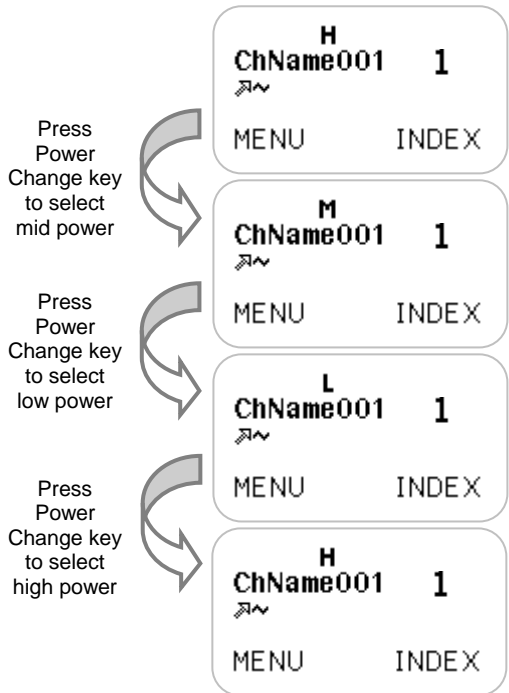 H
ChName001 1
MENU INDEX
Press
Power
Change key
to select
mid power
M
ChName001 1
MENU INDEX
Press
Power
Change key
to select
low power
L
ChName001 1
MENU INDEX
Press
Power
Change key
to select
high power
H
ChName001 1
MENU INDEX